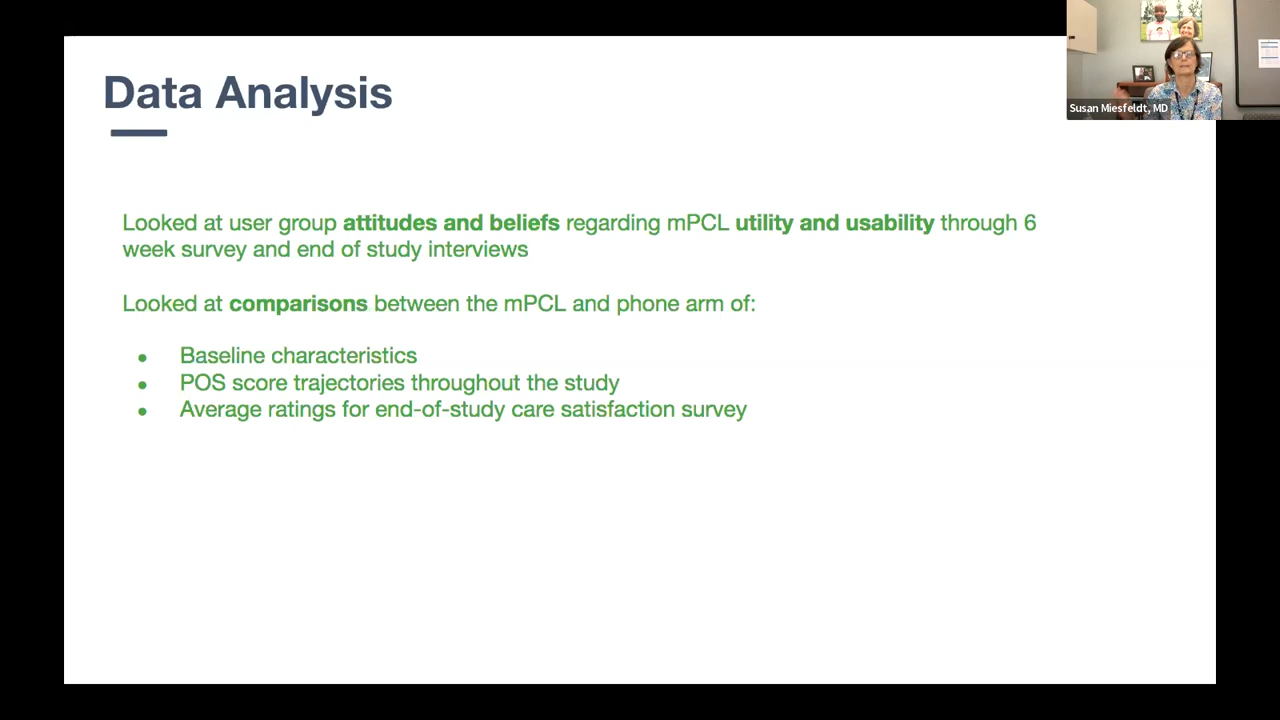 Data Analysis
Susan Miesfeldt, MD
Looked at user group attitudes and beliefs regarding mPCL utility and usability through 6
week survey and end of study interviews
Looked at comparisons between the mPCL and phone arm of:
● Baseline characteristics
● POS score trajectories throughout the study
● Average ratings for end-of-study care satisfaction survey